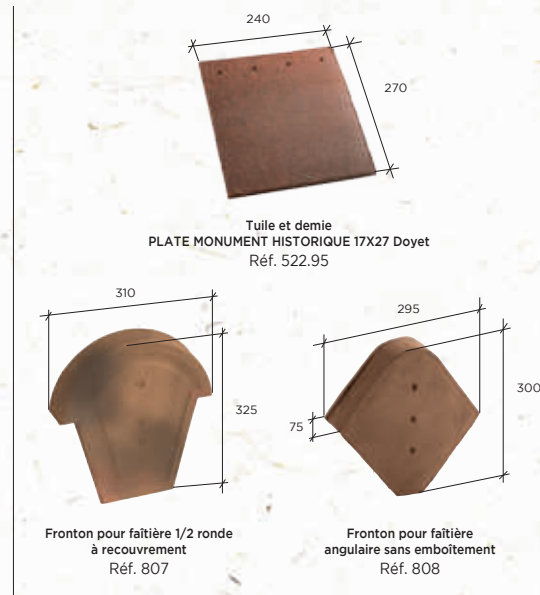 240
270
Tuile et demie
PLATE MONUMENT HISTORIQUE 17X27 Doyet
Réf. 522.95
310
325
Fronton pour faîtière 1/2 ronde
à recouvrement
Réf. 807
295
300
75
Fronton pour faîtière
angulaire sans emboîtement
Réf. 808